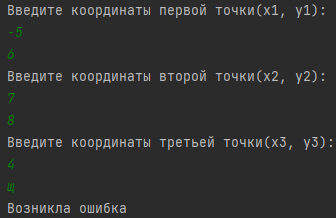 Введите координаты первой точки(x1, y1):
-5
6
Введите координаты второй точки(x2, y2):
7
8
Введите координаты третьей точки(x3, y3):
4
щ
Возникла ошибка